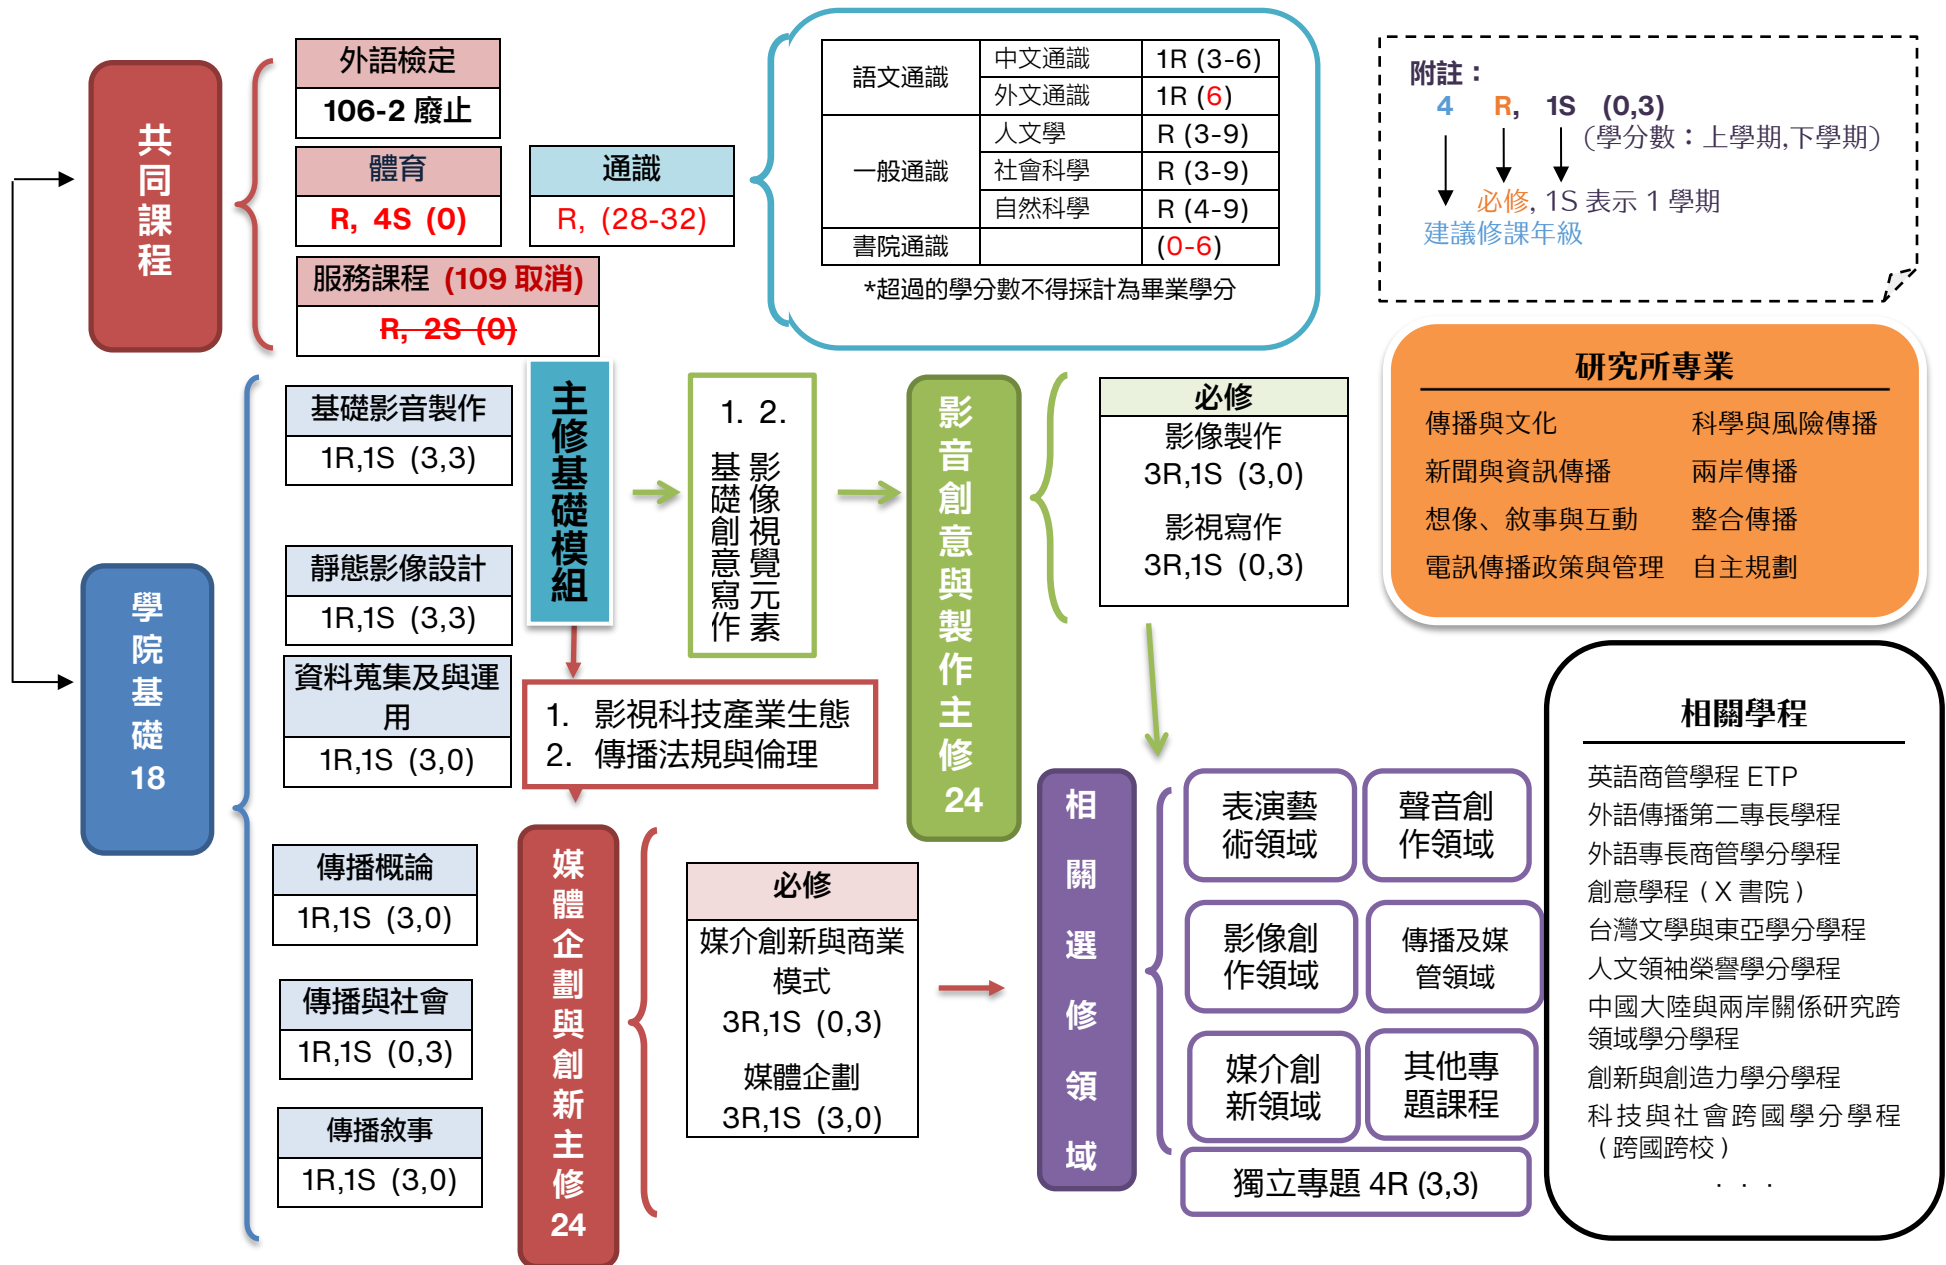 共同課程
外語檢定
106-2 廢止
體育
R, 4S (0)
服務課程 (109 取消)
R, 2S (0)
通識
R, (28-32)
語文通識
中文通識
1R (3-6)
外文通識
1R (6)
一般通識
人文學
R (3-9)
社會科學
R (3-9)
自然科學
R (4-9)
書院通識
(0-6)
*超過的學分數不得採計為畢業學分
附註：
4 R, 1S (0,3)
(學分數：上學期,下學期)
必修, 1S 表示 1 學期
建議修課年級
學院基礎18
基礎影音製作
1R,1S (3,3)
靜態影像設計
1R,1S (3,3)
資料蒐集及與運
用
1R,1S (3,0)
傳播概論
1R,1S (3,0)
傳播與社會
1R,1S (0,3)
傳播敘事
1R,1S (3,0)
主修基礎模組
1. 2.
基礎創意寫作
影像視覺元素
1. 影視科技產業生態
2. 傳播法規與倫理
影音創意與製作主修24
必修
影像製作
3R,1S (3,0)
影視寫作
3R,1S (0,3)
媒體企劃與創新主修24
必修
媒介創新與商業
模式
3R,1S (0,3)
媒體企劃
3R,1S (3,0)
相關選修領域
表演藝
術領域
聲音創
作領域
影像創
作領域
傳播及媒
管領域
媒介創
新領域
其他專
題課程
獨立專題 4R (3,3)
研究所專業
傳播與文化
科學與風險傳播
新聞與資訊傳播
兩岸傳播
想像、敘事與互動
整合傳播
電訊傳播政策與管理
自主規劃
相關學程
英語商管學程 ETP
外語傳播第二專長學程
外語專長商管學分學程
創意學程（X 書院）
台灣文學與東亞學分學程
人文領袖榮譽學分學程
中國大陸與兩岸關係研究跨
領域學分學程
創新與創造力學分學程
科技與社會跨國學分學程
（跨國跨校）
. . .